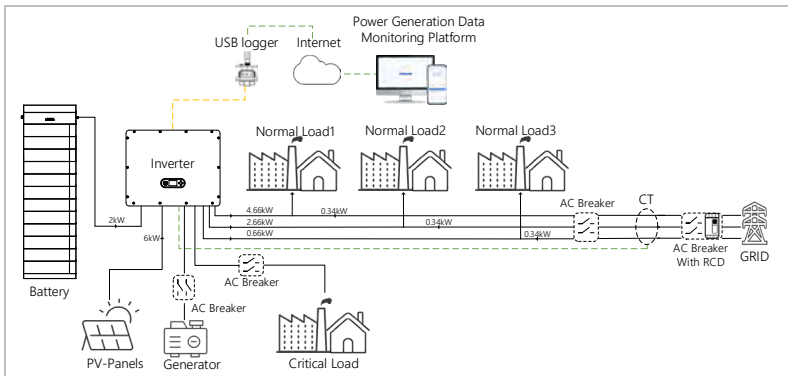 Power Generation Data
Monitoring Platform
USB logger
Internet
Normal Load1
Normal Load2
Normal Load3
Inverter
AC Breaker
CT
4.66kW
0.34kW
2kW
2.66kW
0.34kW
6kW
0.66kW
0.34kW
AC Breaker
With RCD
GRID
AC Breaker
Battery
AC Breaker
PV-Panels
Generator
Critical Load